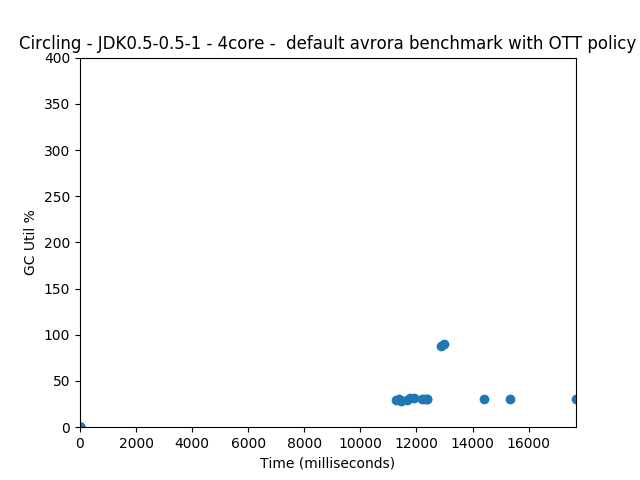 Circling - JDK0.5-0.5-1 - 4core -  default avrora benchmark with OTT policy
400
350
300
250
200
150
100
50
0
GC Util %
0 2000 4000 6000 8000 10000 12000 14000 16000
Time (milliseconds)